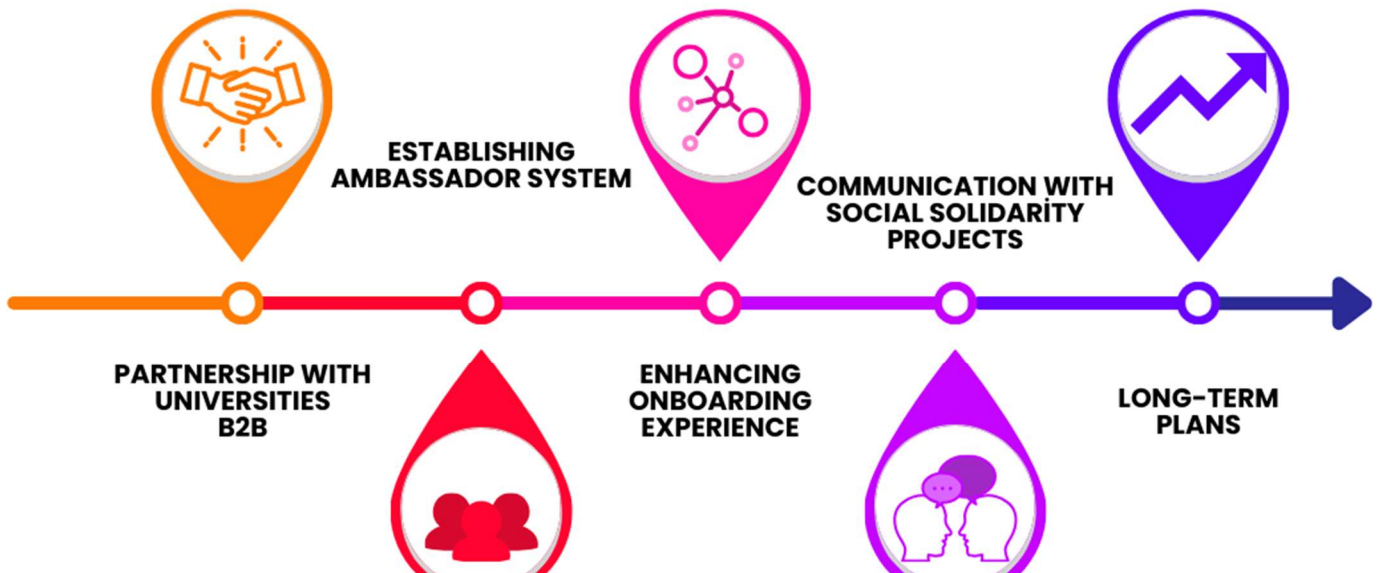 ESTABLISHING
AMBASSADOR SYSTEM
COMMUNICATION WITH
SOCIAL SOLIDARİTY
PROJECTS
PARTNERSHIP WITH
UNIVERSITIES
B2B
ENHANCING
ONBOARDING
EXPERIENCE
LONG-TERM
PLANS